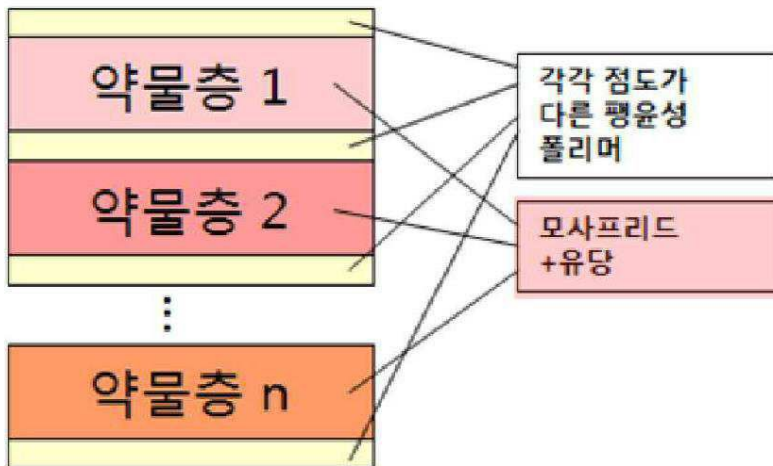 약물층 1
약물층 2
⋮
약물층 n
각각 점도가
다른 팽윤성
폴리머
모사프리드
+유당